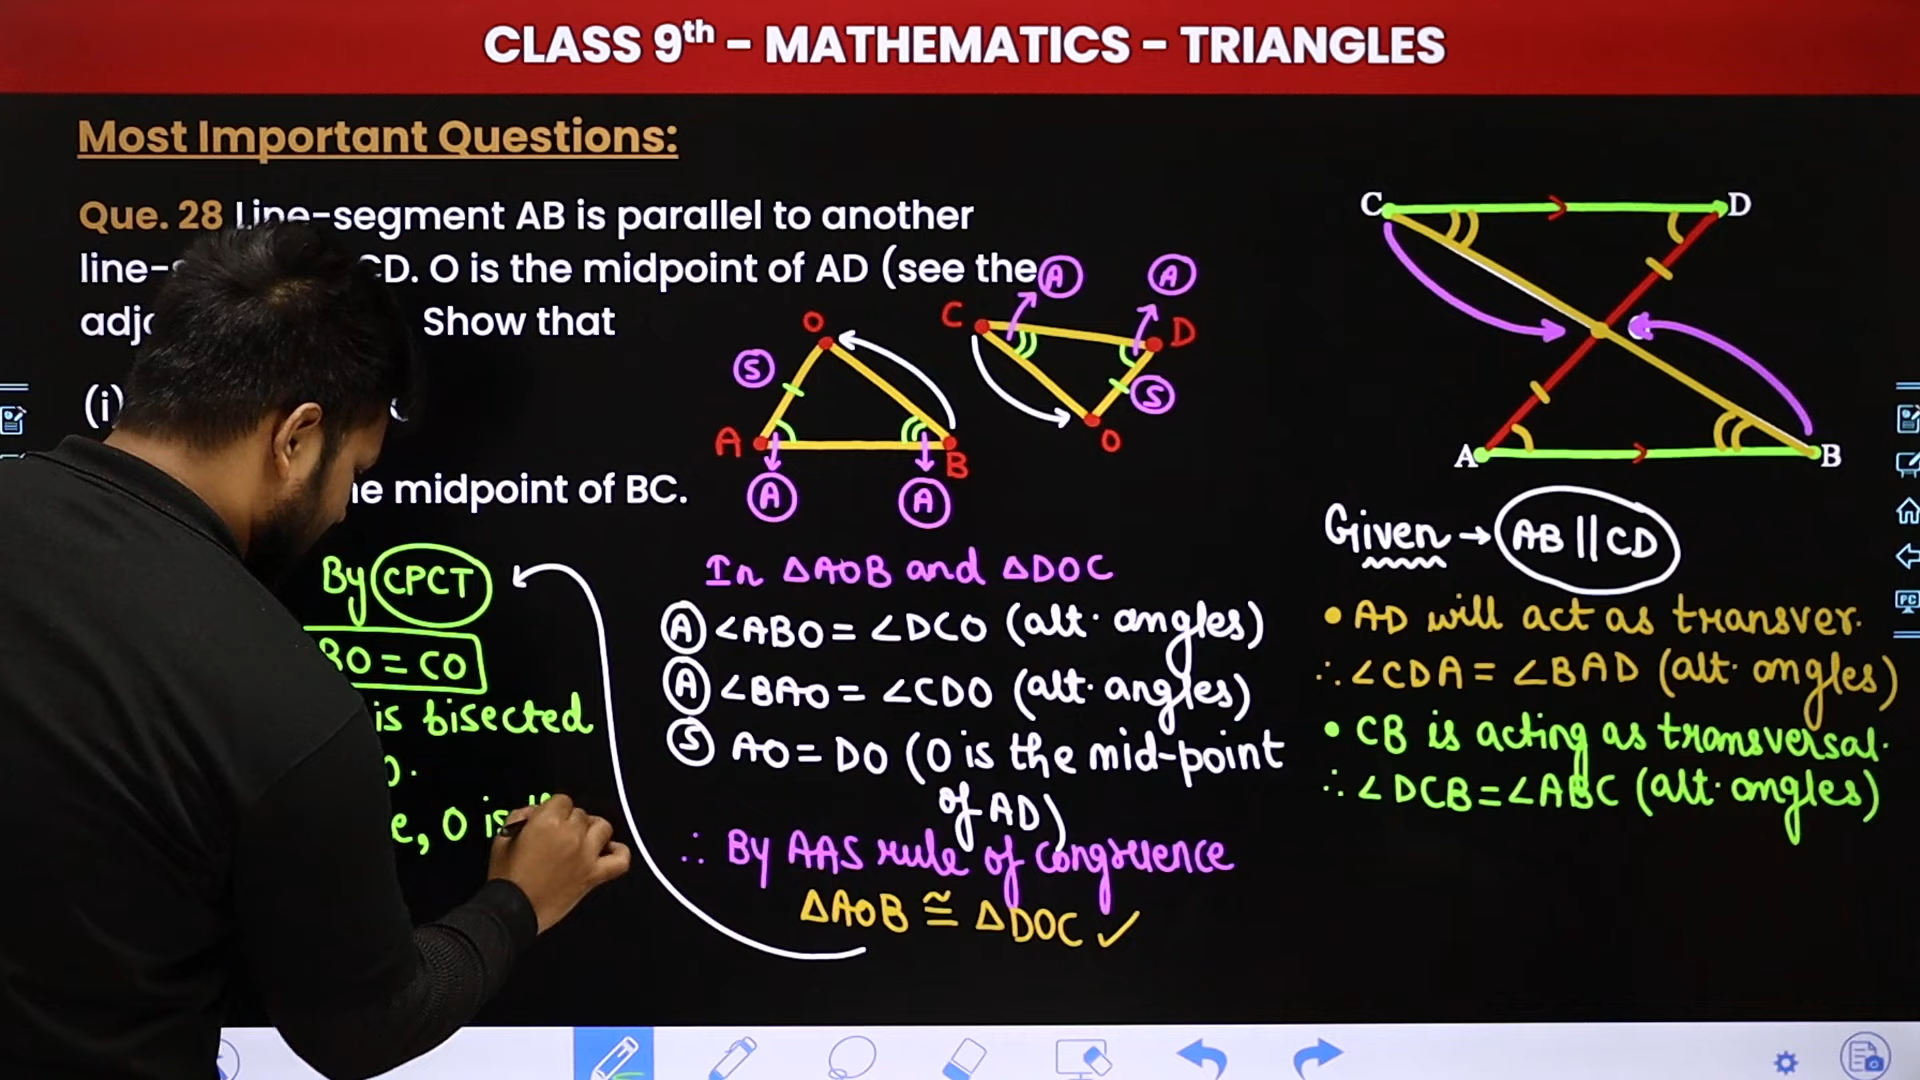 CLASS 9th - MATHEMATICS - TRIANGLES
Most Important Questions:
Que. 28 Line-segment AB is parallel to another
line- CD. O is the midpoint of AD (see the
Show that
(i)
midpoint of BC.
By CPCT
BO = CO
is bisected
O.
, O is
O
S
A
B
A
A
C
D
A
A
S
O
In ΔAOB and ΔDOC
(A) ∠ABO = ∠DCO (alt. angles)
(A) ∠BAO = ∠CDO (alt. angles)
(S) AO = DO (O is the mid-point
of AD)
∴ By AAS rule of congruence
ΔAOB ≅ ΔDOC ✓
C
D
A
B
Given → AB || CD
• AD will act as transver.
∴ ∠CDA = ∠BAD (alt. angles)
• CB is acting as transversal.
∴ ∠DCB = ∠ABC (alt. angles)
PC